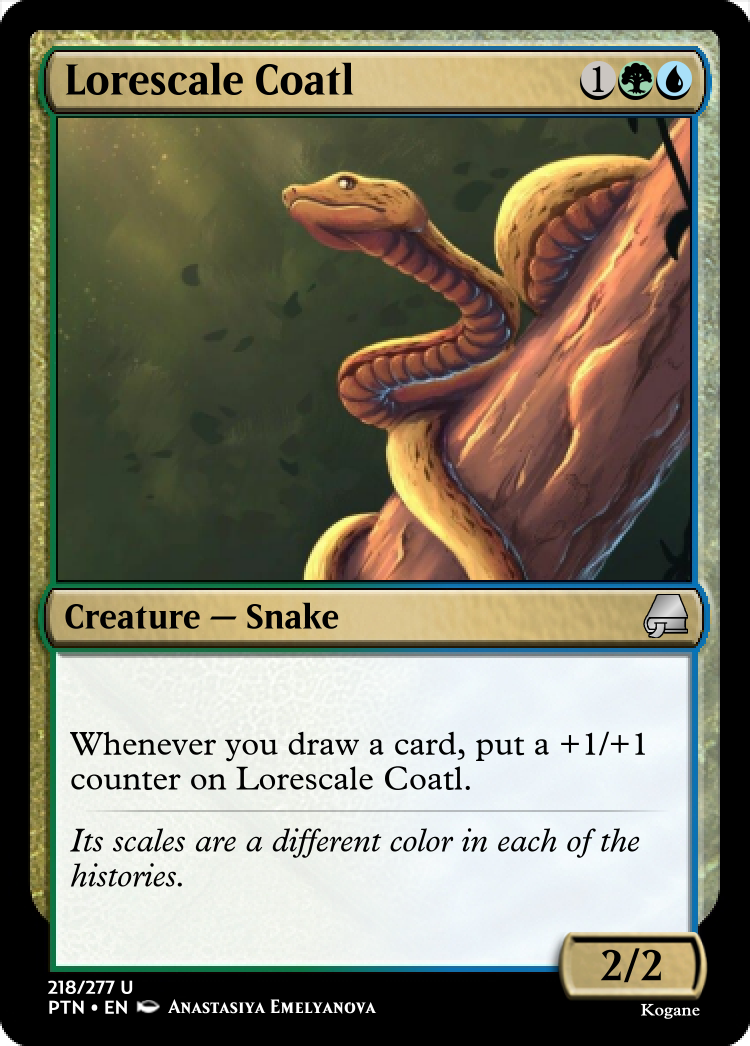 Lorescale Coatl 1
Creature — Snake
Whenever you draw a card, put a +1/+1
counter on Lorescale Coatl.
Its scales are a different color in each of the
histories.
2/2
218/277 U
PTN • EN Anastasiya Emelyanova
Kogane